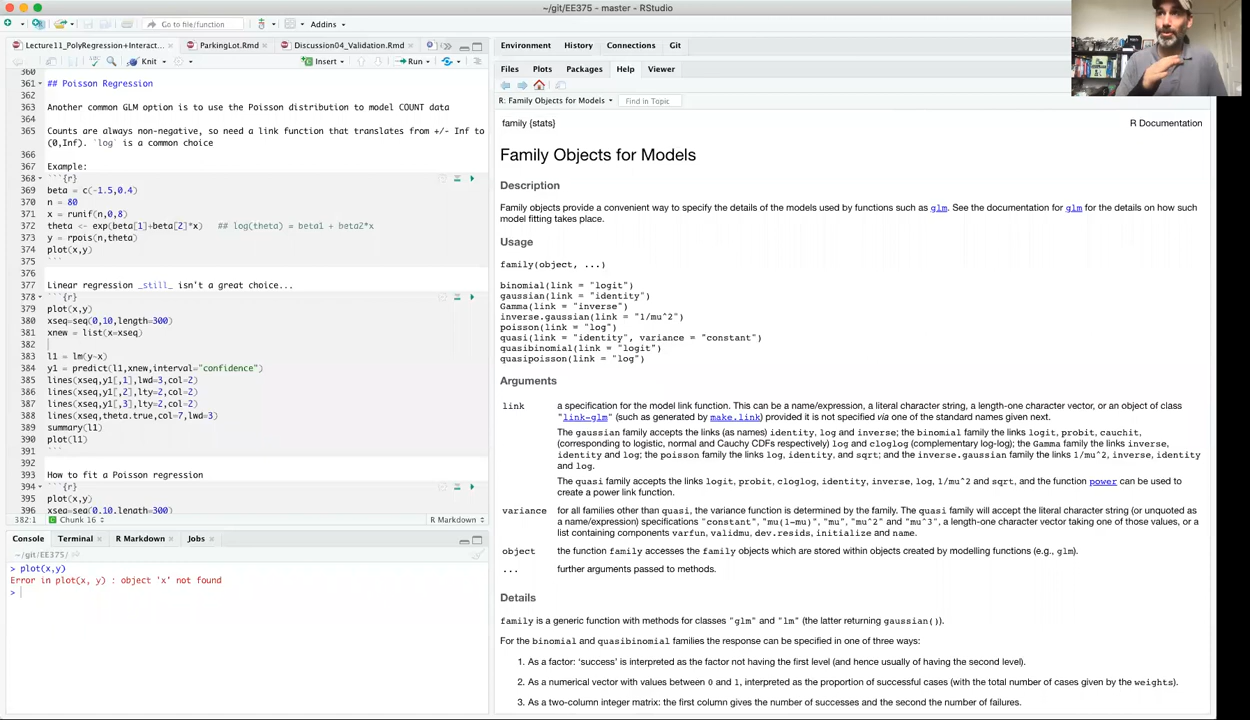 ~/git/EE375 - master - RStudio
Go to file/function
Addins
Lecture11_PolyRegression+Interact...
ParkingLot.Rmd
Discussion04_Validation.Rmd
Knit
Insert
Run
360
361 ## Poisson Regression
362
363 Another common GLM option is to use the Poisson distribution to model COUNT data
364
365 Counts are always non-negative, so need a link function that translates from +/- Inf to
(0,Inf). `log` is a common choice
366
367 Example:
368 ```{r}
369 beta = c(-1.5,0.4)
370 n = 80
371 x = runif(n,0,8)
372 theta <- exp(beta[1]+beta[2]*x) ## log(theta) = beta1 + beta2*x
373 y = rpois(n,theta)
374 plot(x,y)
375 ```
376
377 Linear regression _still_ isn't a great choice...
378 ```{r}
379 plot(x,y)
380 xseq=seq(0,10,length=300)
381 xnew = list(x=xseq)
382
383 l1 = lm(y~x)
384 y1 = predict(l1,xnew,interval="confidence")
385 lines(xseq,y1[,1],lwd=3,col=2)
386 lines(xseq,y1[,2],lty=2,col=2)
387 lines(xseq,y1[,3],lty=2,col=2)
388 lines(xseq,theta.true,col=7,lwd=3)
389 summary(l1)
390 plot(l1)
391 ```
392
393 How to fit a Poisson regression
394 ```{r}
395 plot(x,y)
396 xseq=seq(0,10,length=300)
382:1 Chunk 16 R Markdown
Console Terminal R Markdown Jobs
~/git/EE375/
> plot(x,y)
Error in plot(x, y) : object 'x' not found
>
Environment History Connections Git
Files Plots Packages Help Viewer
R: Family Objects for Models Find in Topic
family {stats} R Documentation
Family Objects for Models
Description
Family objects provide a convenient way to specify the details of the models used by functions such as glm. See the documentation for glm for the details on how such
model fitting takes place.
Usage
family(object, ...)
binomial(link = "logit")
gaussian(link = "identity")
Gamma(link = "inverse")
inverse.gaussian(link = "1/mu^2")
poisson(link = "log")
quasi(link = "identity", variance = "constant")
quasibinomial(link = "logit")
quasipoisson(link = "log")
Arguments
link a specification for the model link function. This can be a name/expression, a literal character string, a length-one character vector, or an object of class
"link-glm" (such as generated by make.link) provided it is not specified via one of the standard names given next.
The gaussian family accepts the links (as names) identity, log and inverse; the binomial family the links logit, probit, cauchit,
(corresponding to logistic, normal and Cauchy CDFs respectively) log and cloglog (complementary log-log); the Gamma family the links inverse,
identity and log; the poisson family the links log, identity, and sqrt; and the inverse.gaussian family the links 1/mu^2, inverse, identity
and log.
The quasi family accepts the links logit, probit, cloglog, identity, inverse, log, 1/mu^2 and sqrt, and the function power can be used to
create a power link function.
variance for all families other than quasi, the variance function is determined by the family. The quasi family will accept the literal character string (or unquoted as
a name/expression) specifications "constant", "mu(1-mu)", "mu", "mu^2" and "mu^3", a length-one character vector taking one of those values, or a
list containing components varfun, validmu, dev.resids, initialize and name.
object the function family accesses the family objects which are stored within objects created by modelling functions (e.g., glm).
... further arguments passed to methods.
Details
family is a generic function with methods for classes "glm" and "lm" (the latter returning gaussian()).
For the binomial and quasibinomial families the response can be specified in one of three ways:
1. As a factor: 'success' is interpreted as the factor not having the first level (and hence usually of having the second level).
2. As a numerical vector with values between 0 and 1, interpreted as the proportion of successful cases (with the total number of cases given by the weights).
3. As a two-column integer matrix: the first column gives the number of successes and the second the number of failures.